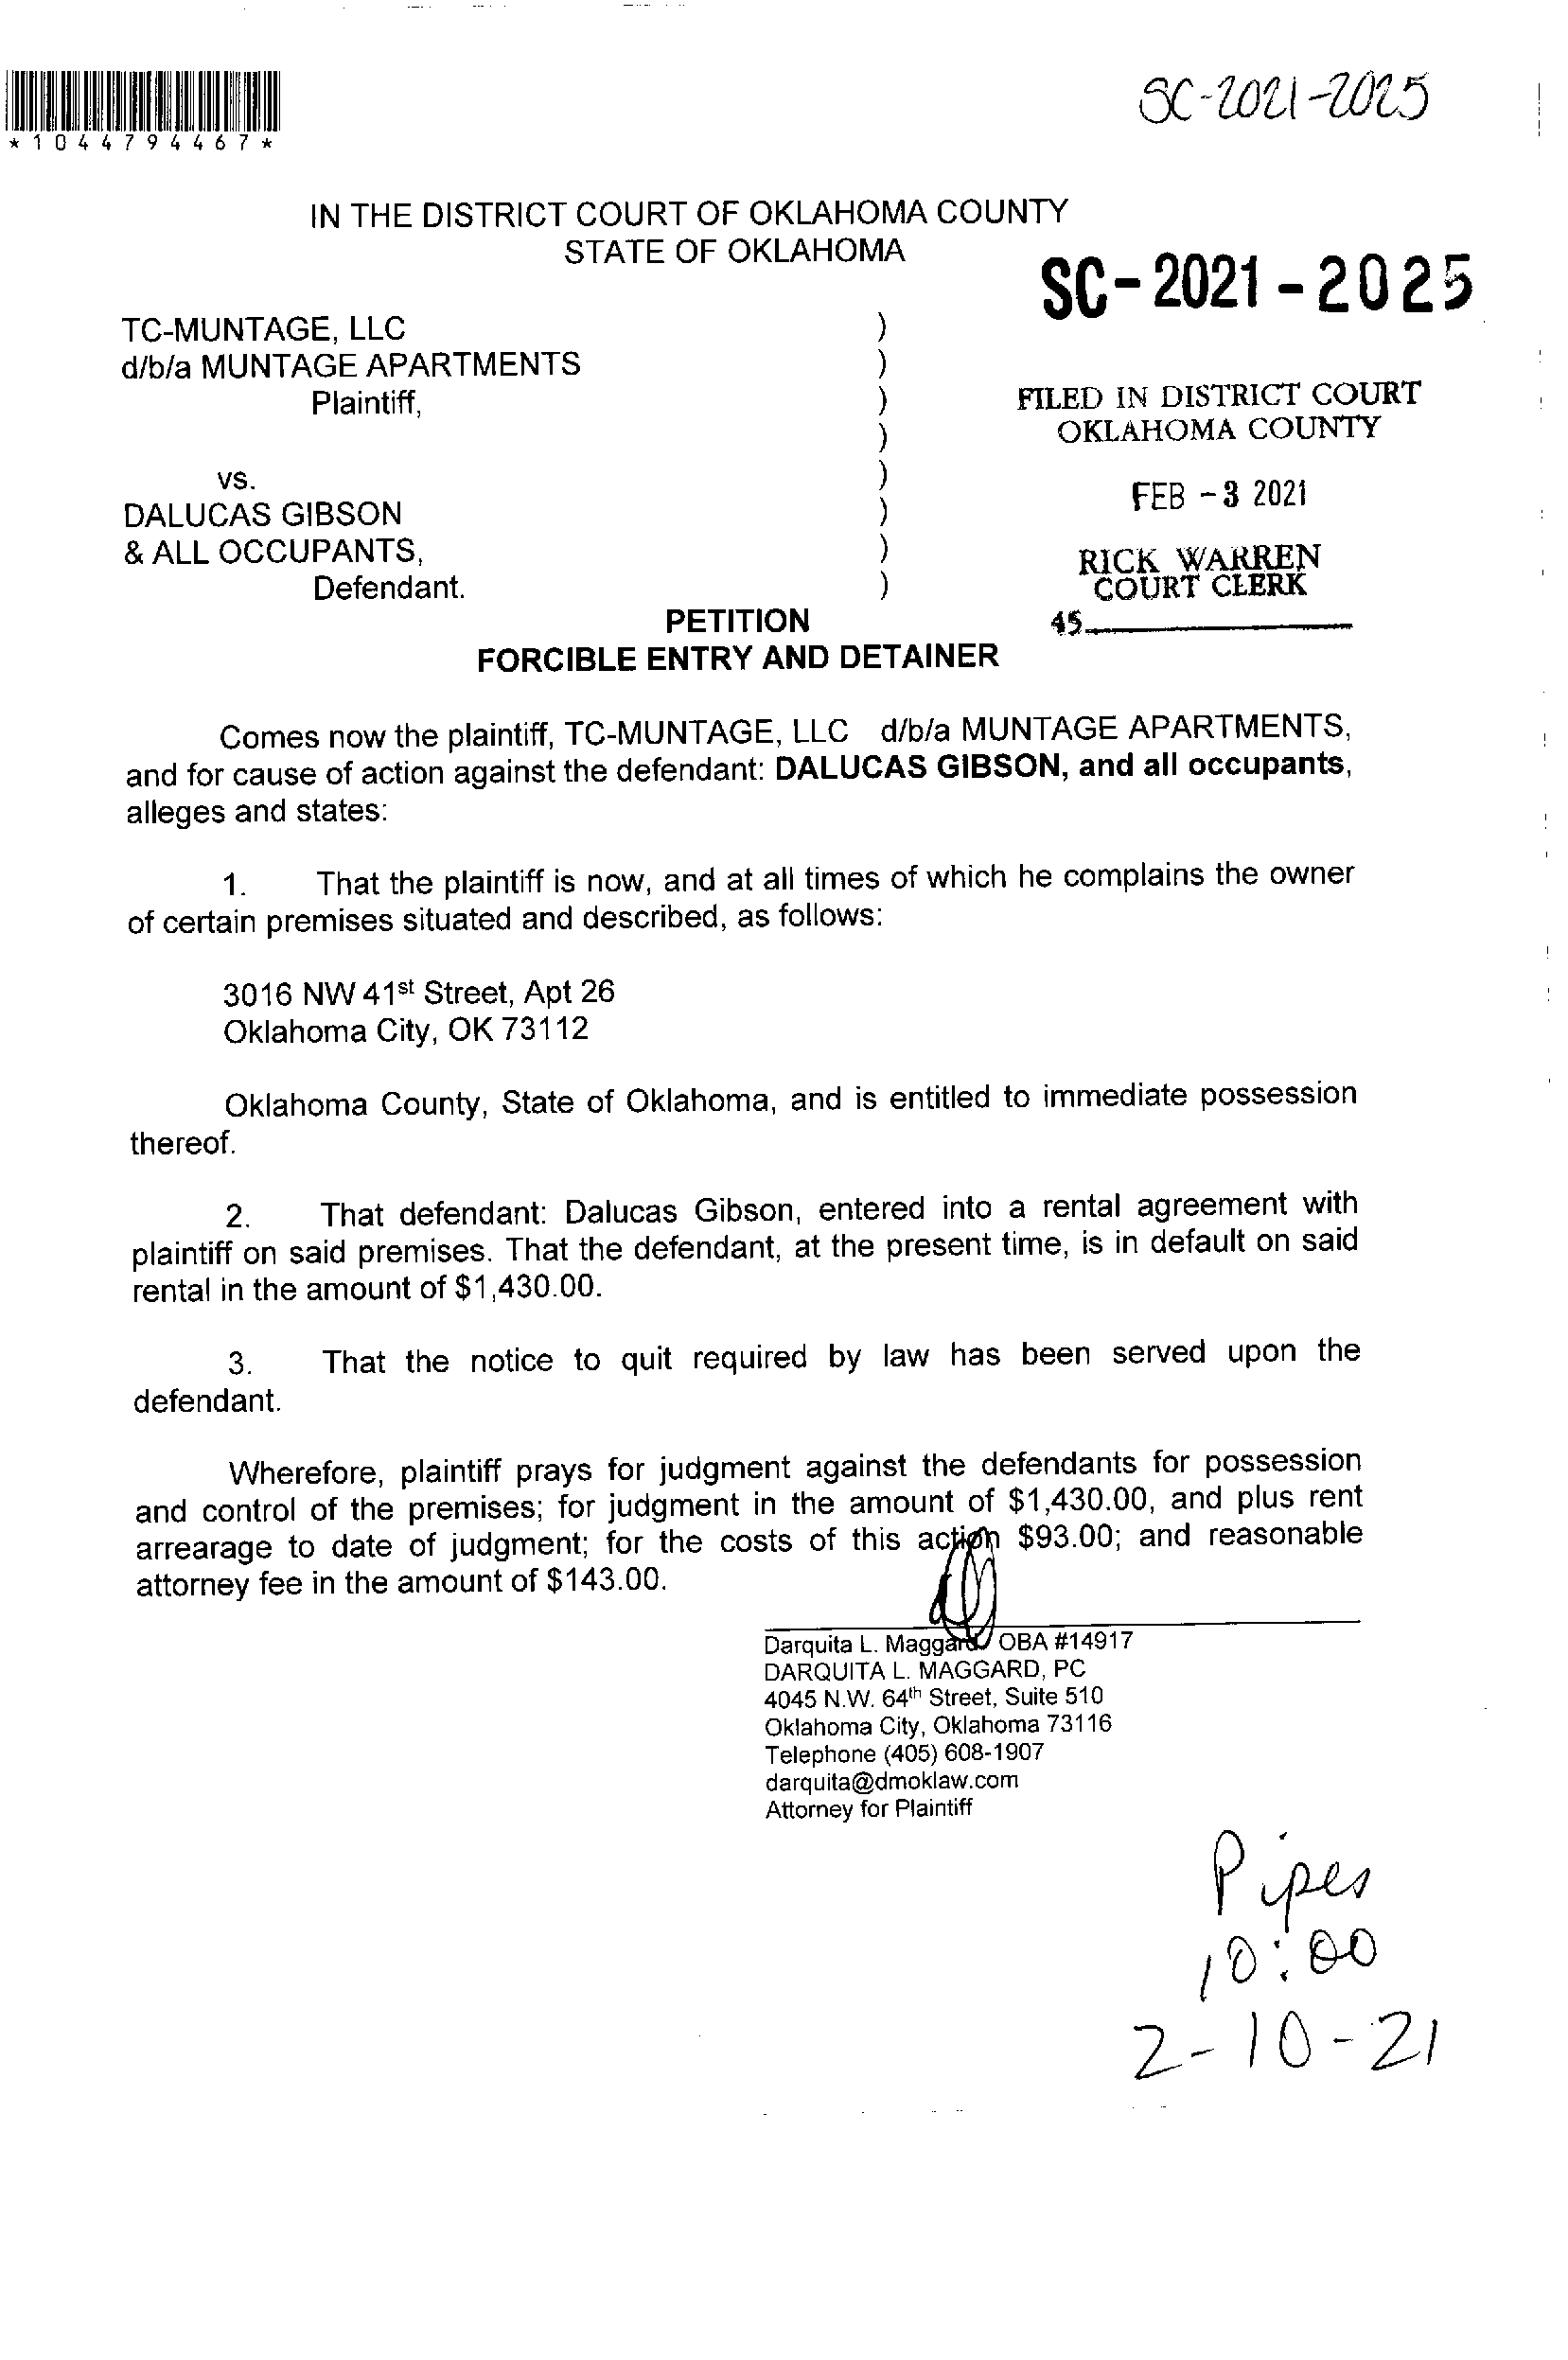 SC-2021-2025
*1044794467*
IN THE DISTRICT COURT OF OKLAHOMA COUNTY
STATE OF OKLAHOMA
SC-2021-2025
TC-MUNTAGE, LLC )
d/b/a MUNTAGE APARTMENTS )
Plaintiff, )
)
vs. )
DALUCAS GIBSON )
& ALL OCCUPANTS, )
Defendant. )
FILED IN DISTRICT COURT
OKLAHOMA COUNTY
FEB -3 2021
RICK WARREN
COURT CLERK
45
PETITION
FORCIBLE ENTRY AND DETAINER
Comes now the plaintiff, TC-MUNTAGE, LLC d/b/a MUNTAGE APARTMENTS,
and for cause of action against the defendant: DALUCAS GIBSON, and all occupants,
alleges and states:
1. That the plaintiff is now, and at all times of which he complains the owner
of certain premises situated and described, as follows:
3016 NW 41st Street, Apt 26
Oklahoma City, OK 73112
Oklahoma County, State of Oklahoma, and is entitled to immediate possession
thereof.
2. That defendant: Dalucas Gibson, entered into a rental agreement with
plaintiff on said premises. That the defendant, at the present time, is in default on said
rental in the amount of $1,430.00.
3. That the notice to quit required by law has been served upon the
defendant.
Wherefore, plaintiff prays for judgment against the defendants for possession
and control of the premises; for judgment in the amount of $1,430.00, and plus rent
arrearage to date of judgment; for the costs of this action $93.00; and reasonable
attorney fee in the amount of $143.00.
Darquita L. Maggard OBA #14917
DARQUITA L. MAGGARD, PC
4045 N.W. 64th Street, Suite 510
Oklahoma City, Oklahoma 73116
Telephone (405) 608-1907
darquita@dmoklaw.com
Attorney for Plaintiff
Pipes
10:00
2-10-21